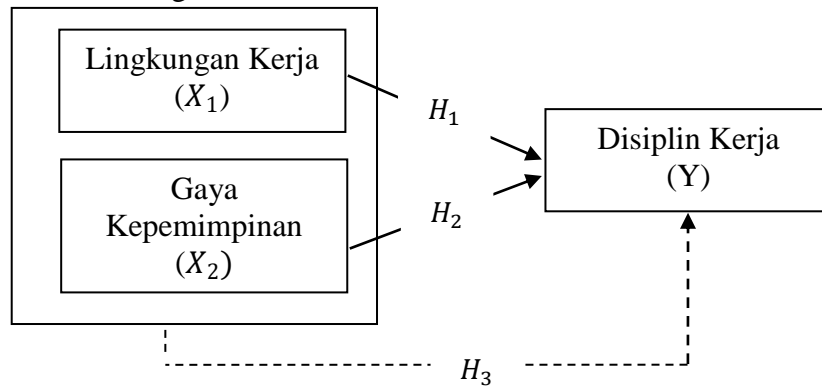 Lingkungan Kerja
(X₁)
H₁
Disiplin Kerja
(Y)
Gaya
Kepemimpinan
(X₂)
H₂
H₃